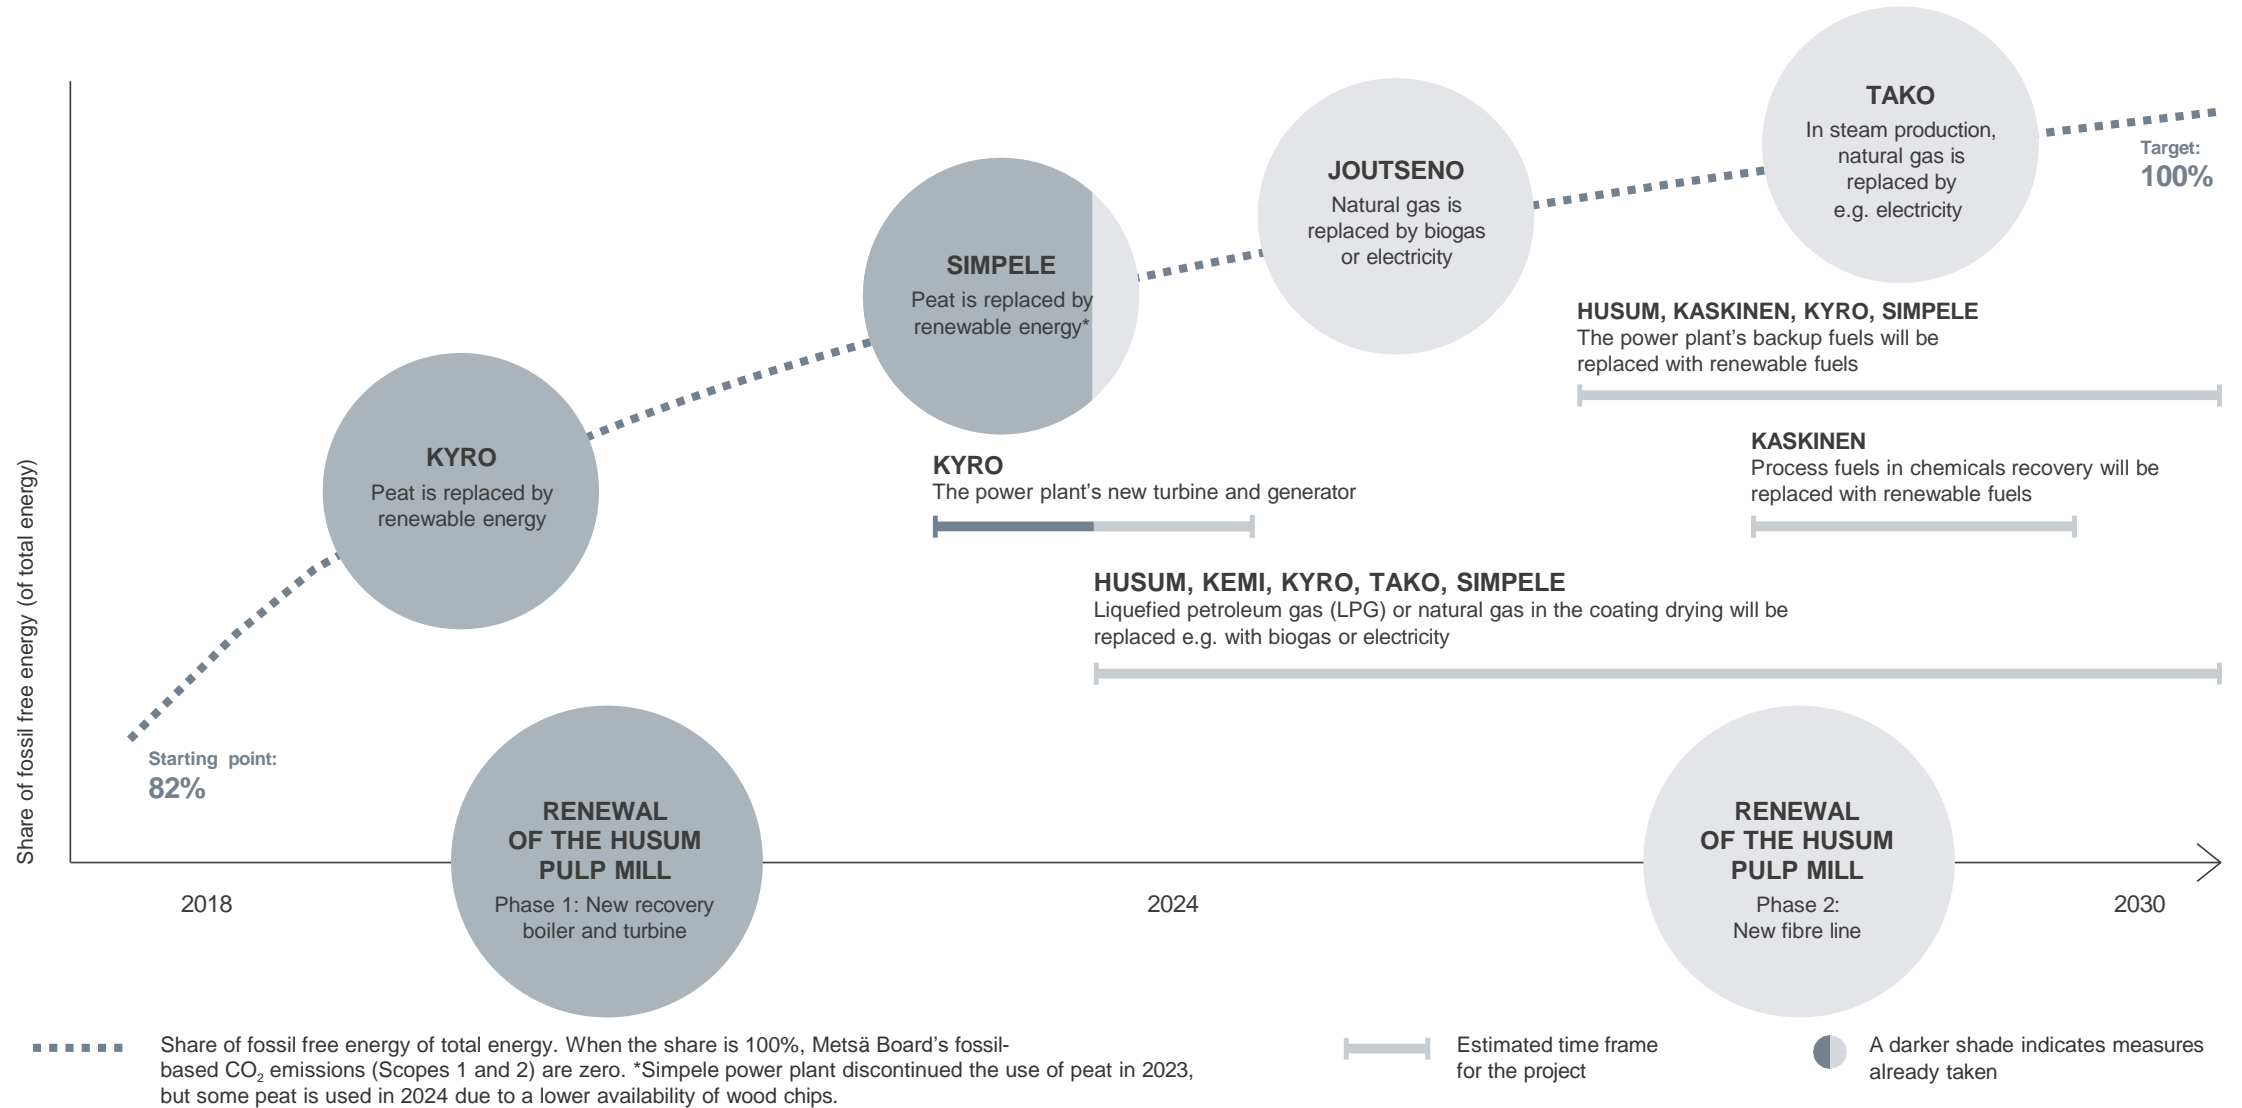 TAKO
In steam production,
natural gas is
replaced by
e.g. electricity
Target:
100%
JOUTSENO
Natural gas is
replaced by biogas
or electricity
SIMPELE
Peat is replaced by
renewable energy*
HUSUM, KASKINEN, KYRO, SIMPELE
The power plant’s backup fuels will be
replaced with renewable fuels
KYRO
Peat is replaced by
renewable energy
KYRO
The power plant’s new turbine and generator
KASKINEN
Process fuels in chemicals recovery will be
replaced with renewable fuels
HUSUM, KEMI, KYRO, TAKO, SIMPELE
Liquefied petroleum gas (LPG) or natural gas in the coating drying will be
replaced e.g. with biogas or electricity
Share of fossil free energy (of total energy)
Starting point:
82%
RENEWAL
OF THE HUSUM
PULP MILL
Phase 1: New recovery
boiler and turbine
RENEWAL
OF THE HUSUM
PULP MILL
Phase 2:
New fibre line
2018
2024
2030
Share of fossil free energy of total energy. When the share is 100%, Metsä Board’s fossil-
based CO₂ emissions (Scopes 1 and 2) are zero. *Simpele power plant discontinued the use of peat in 2023,
but some peat is used in 2024 due to a lower availability of wood chips.
Estimated time frame
for the project
A darker shade indicates measures
already taken